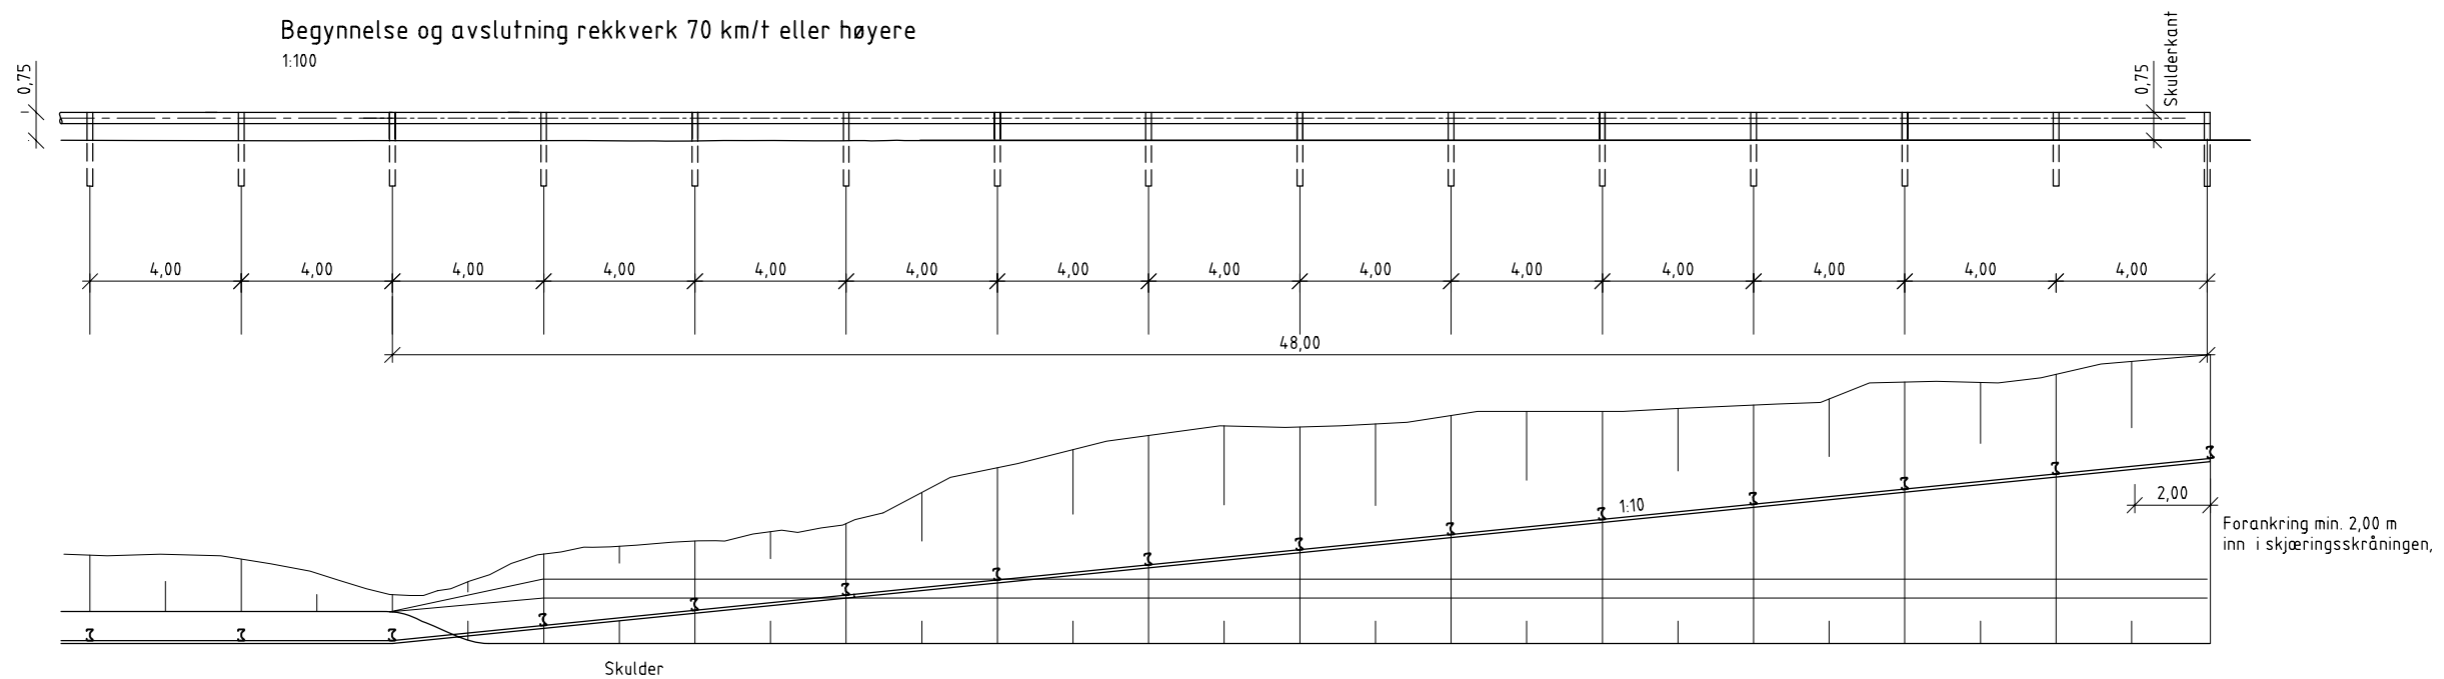 Begynnelse og avslutning rekkverk 70 km/t eller høyere
1:100
0,75
0,75
Skulderkant
4,00 4,00 4,00 4,00 4,00 4,00 4,00 4,00 4,00 4,00 4,00 4,00 4,00 4,00
48,00
1:10
2,00
Forankring min. 2,00 m
inn i skjæringsskråningen,
Skulder